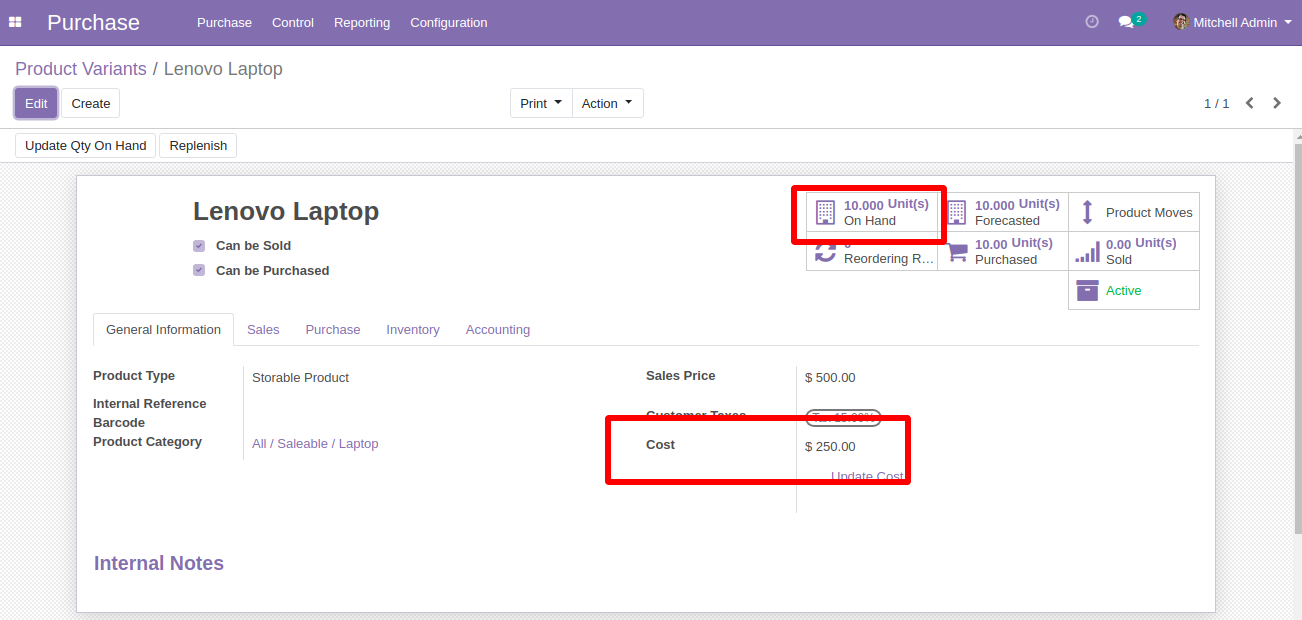 Purchase Purchase Control Reporting Configuration 2 Mitchell Admin
Product Variants / Lenovo Laptop
Edit Create Print Action 1 / 1
Update Qty On Hand Replenish
Lenovo Laptop
Can be Sold
Can be Purchased
10.000 Unit(s)
On Hand
10.000 Unit(s)
Forecasted
Product Moves
Reordering R...
10.00 Unit(s)
Purchased
0.00 Unit(s)
Sold
Active
General Information Sales Purchase Inventory Accounting
Product Type Storable Product
Internal Reference
Barcode
Product Category All / Saleable / Laptop
Sales Price $ 500.00
Customer Taxes Tax 15.00%
Cost $ 250.00
Update Cost
Internal Notes